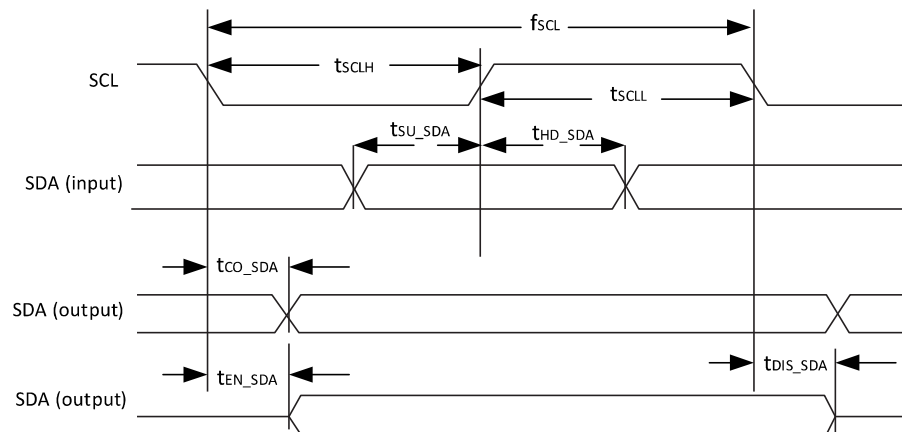 fSCL
SCL
tSCLH
tSCLL
tSU_SDA
tHD_SDA
SDA (input)
tCO_SDA
SDA (output)
tEN_SDA
tDIS_SDA
SDA (output)